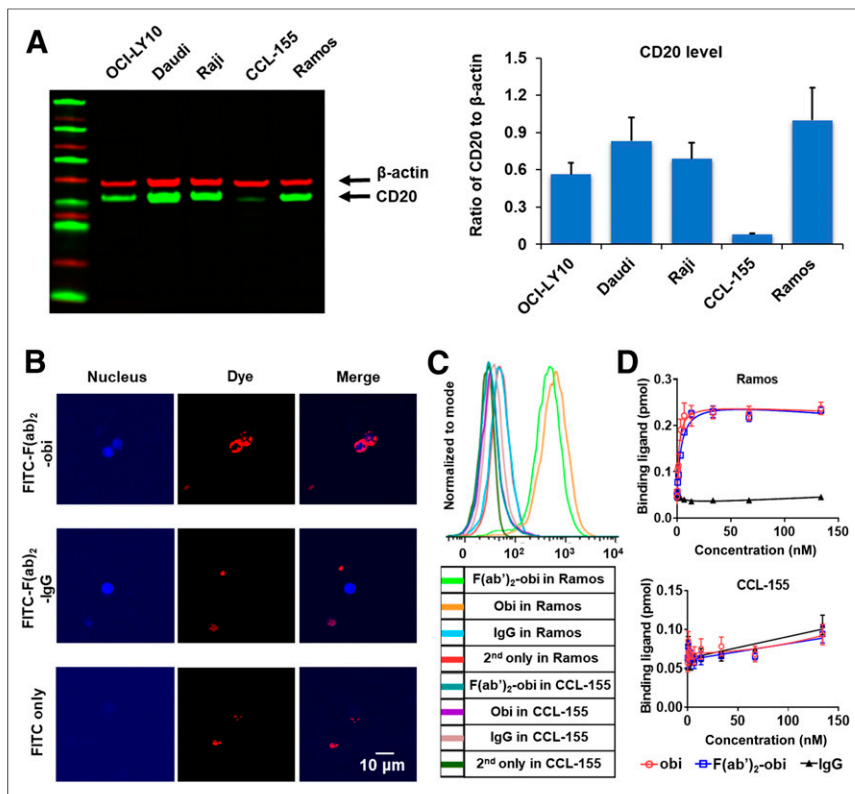 A
OCI-LY10
Daudi
Raji
CCL-155
Ramos
β-actin
CD20
CD20 level
Ratio of CD20 to β-actin
1.5
1.2
0.9
0.6
0.3
0
OCI-LY10
Daudi
Raji
CCL-155
Ramos
B
Nucleus
Dye
Merge
FITC-F(ab)2
-obi
FITC-F(ab)2
-IgG
FITC only
10 μm
C
Normalized to mode
0
10²
10³
10⁴
F(ab')₂-obi in Ramos
Obi in Ramos
IgG in Ramos
2ⁿᵈ only in Ramos
F(ab')₂-obi in CCL-155
Obi in CCL-155
IgG in CCL-155
2ⁿᵈ only in CCL-155
D
Ramos
Binding ligand (pmol)
0.3
0.2
0.1
0.0
0
50
100
150
Concentration (nM)
CCL-155
Binding ligand (pmol)
0.15
0.10
0.05
0.00
0
50
100
150
Concentration (nM)
obi
F(ab')₂-obi
IgG